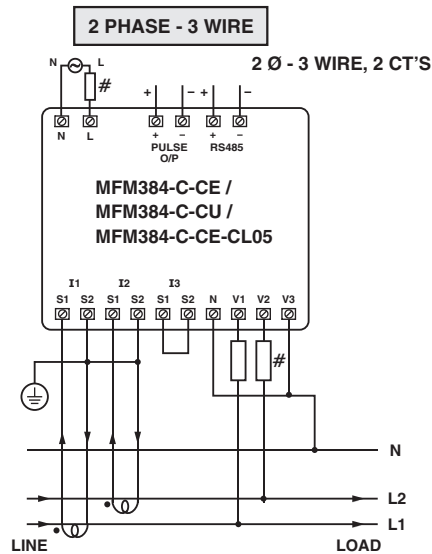 2 PHASE - 3 WIRE
2 Ø - 3 WIRE, 2 CT'S
N L
#
+ − + −
N L + − + −
PULSE O/P RS485
MFM384-C-CE /
MFM384-C-CU /
MFM384-C-CE-CL05
I1 I2 I3
S1 S2 S1 S2 S1 S2 N V1 V2 V3
#
N
L2
L1
LINE LOAD